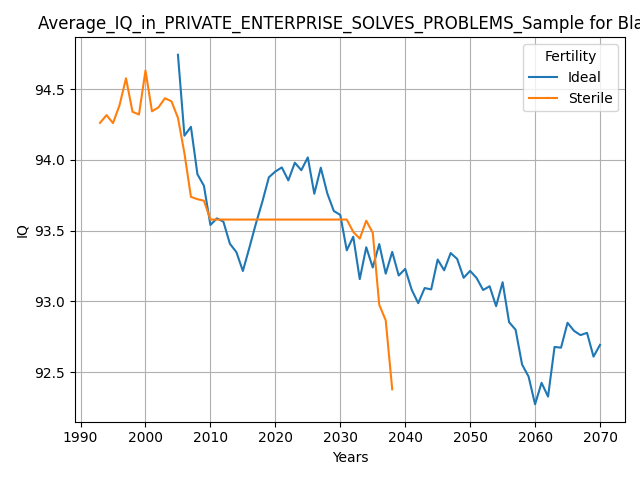 Average_IQ_in_PRIVATE_ENTERPRISE_SOLVES_PROBLEMS_Sample for Bla
Fertility
Ideal
Sterile
IQ
94.5
94.0
93.5
93.0
92.5
1990 2000 2010 2020 2030 2040 2050 2060 2070
Years